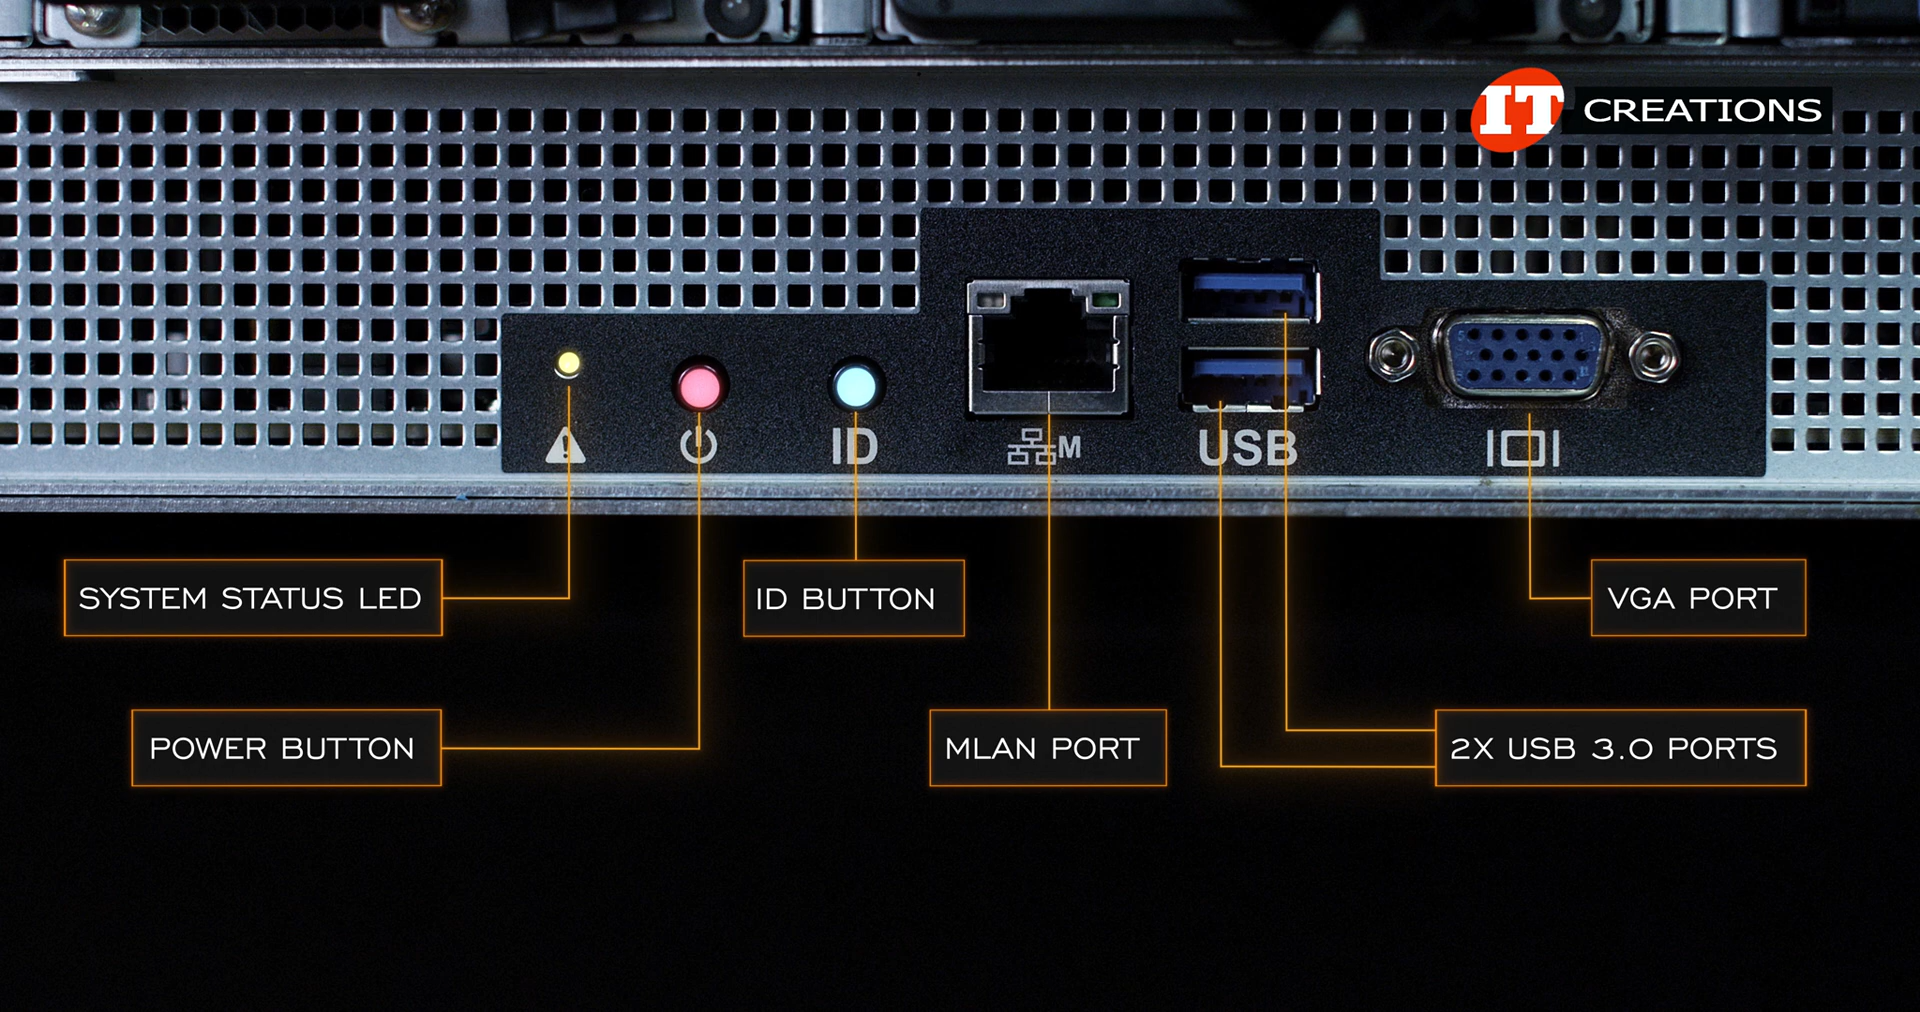 IT CREATIONS
ID
M
USB
SYSTEM STATUS LED
ID BUTTON
VGA PORT
POWER BUTTON
MLAN PORT
2X USB 3.0 PORTS